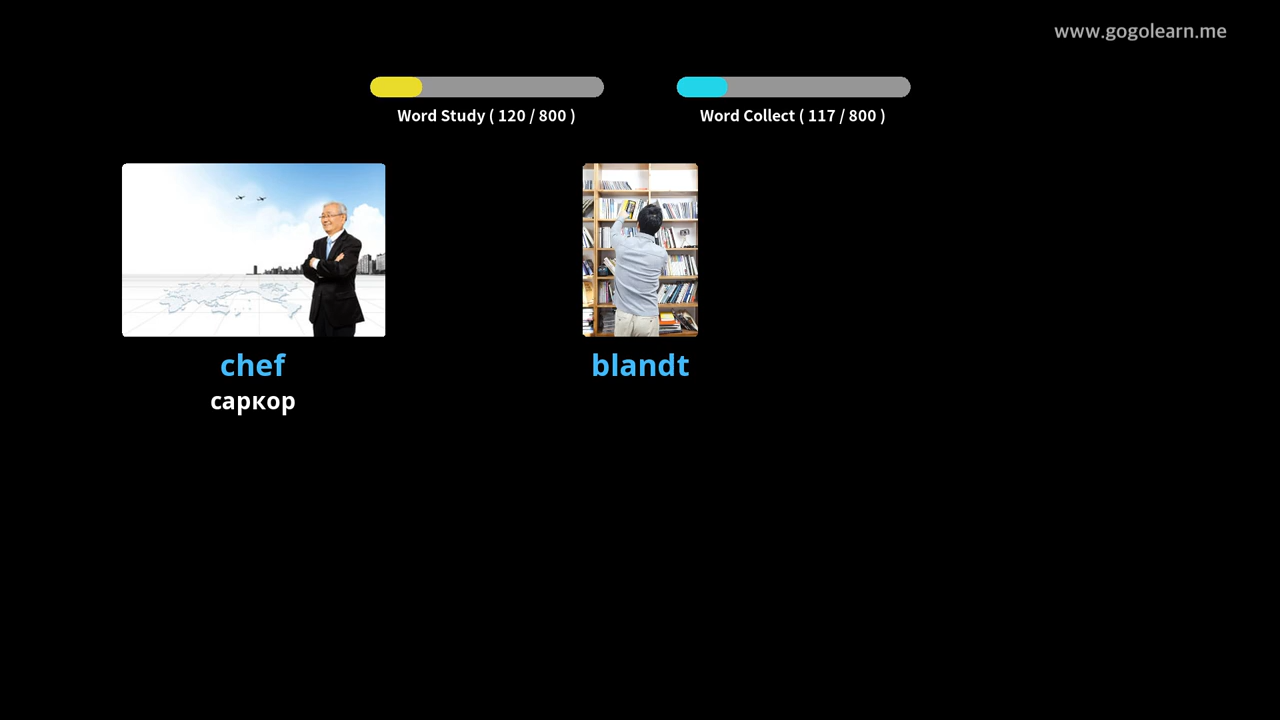 www.gogolearn.me
Word Study ( 120 / 800 )
Word Collect ( 117 / 800 )
chef
саркор
blandt